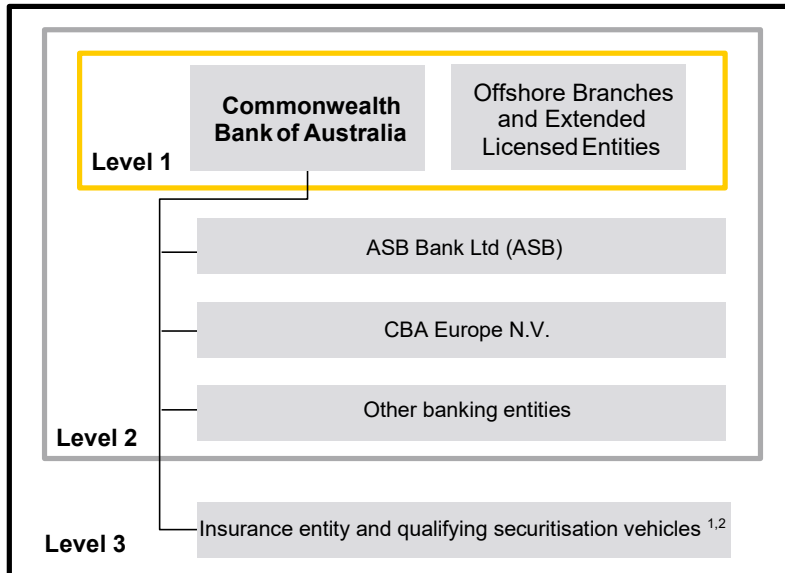 Commonwealth
Bank of Australia
Offshore Branches
and Extended
Licensed Entities
Level 1
ASB Bank Ltd (ASB)
CBA Europe N.V.
Other banking entities
Level 2
Insurance entity and qualifying securitisation vehicles 1,2
Level 3